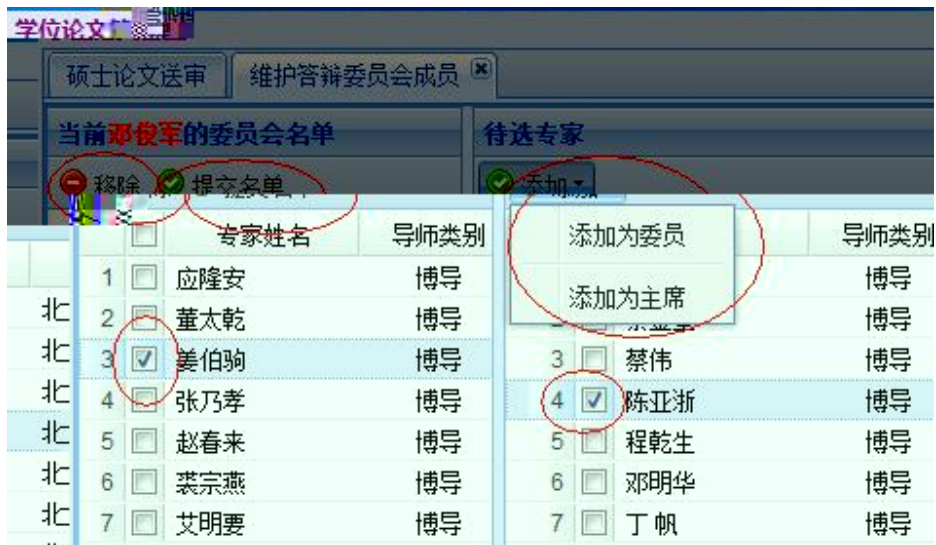 学位论文
硕士论文送审 维护答辩委员会成员
当前邓俊军的委员会名单 待选专家
移除 提交名单 添加
专家姓名 导师类别 添加为委员 导师类别
1 应隆安 博导 添加为主席 博导
北 2 董太乾 博导 博导
北 3 姜伯驹 博导 3 蔡伟 博导
北 4 张乃孝 博导 4 陈亚浙 博导
北 5 赵春来 博导 5 程乾生 博导
北 6 裘宗燕 博导 6 邓明华 博导
北 7 艾明要 博导 7 丁帆 博导